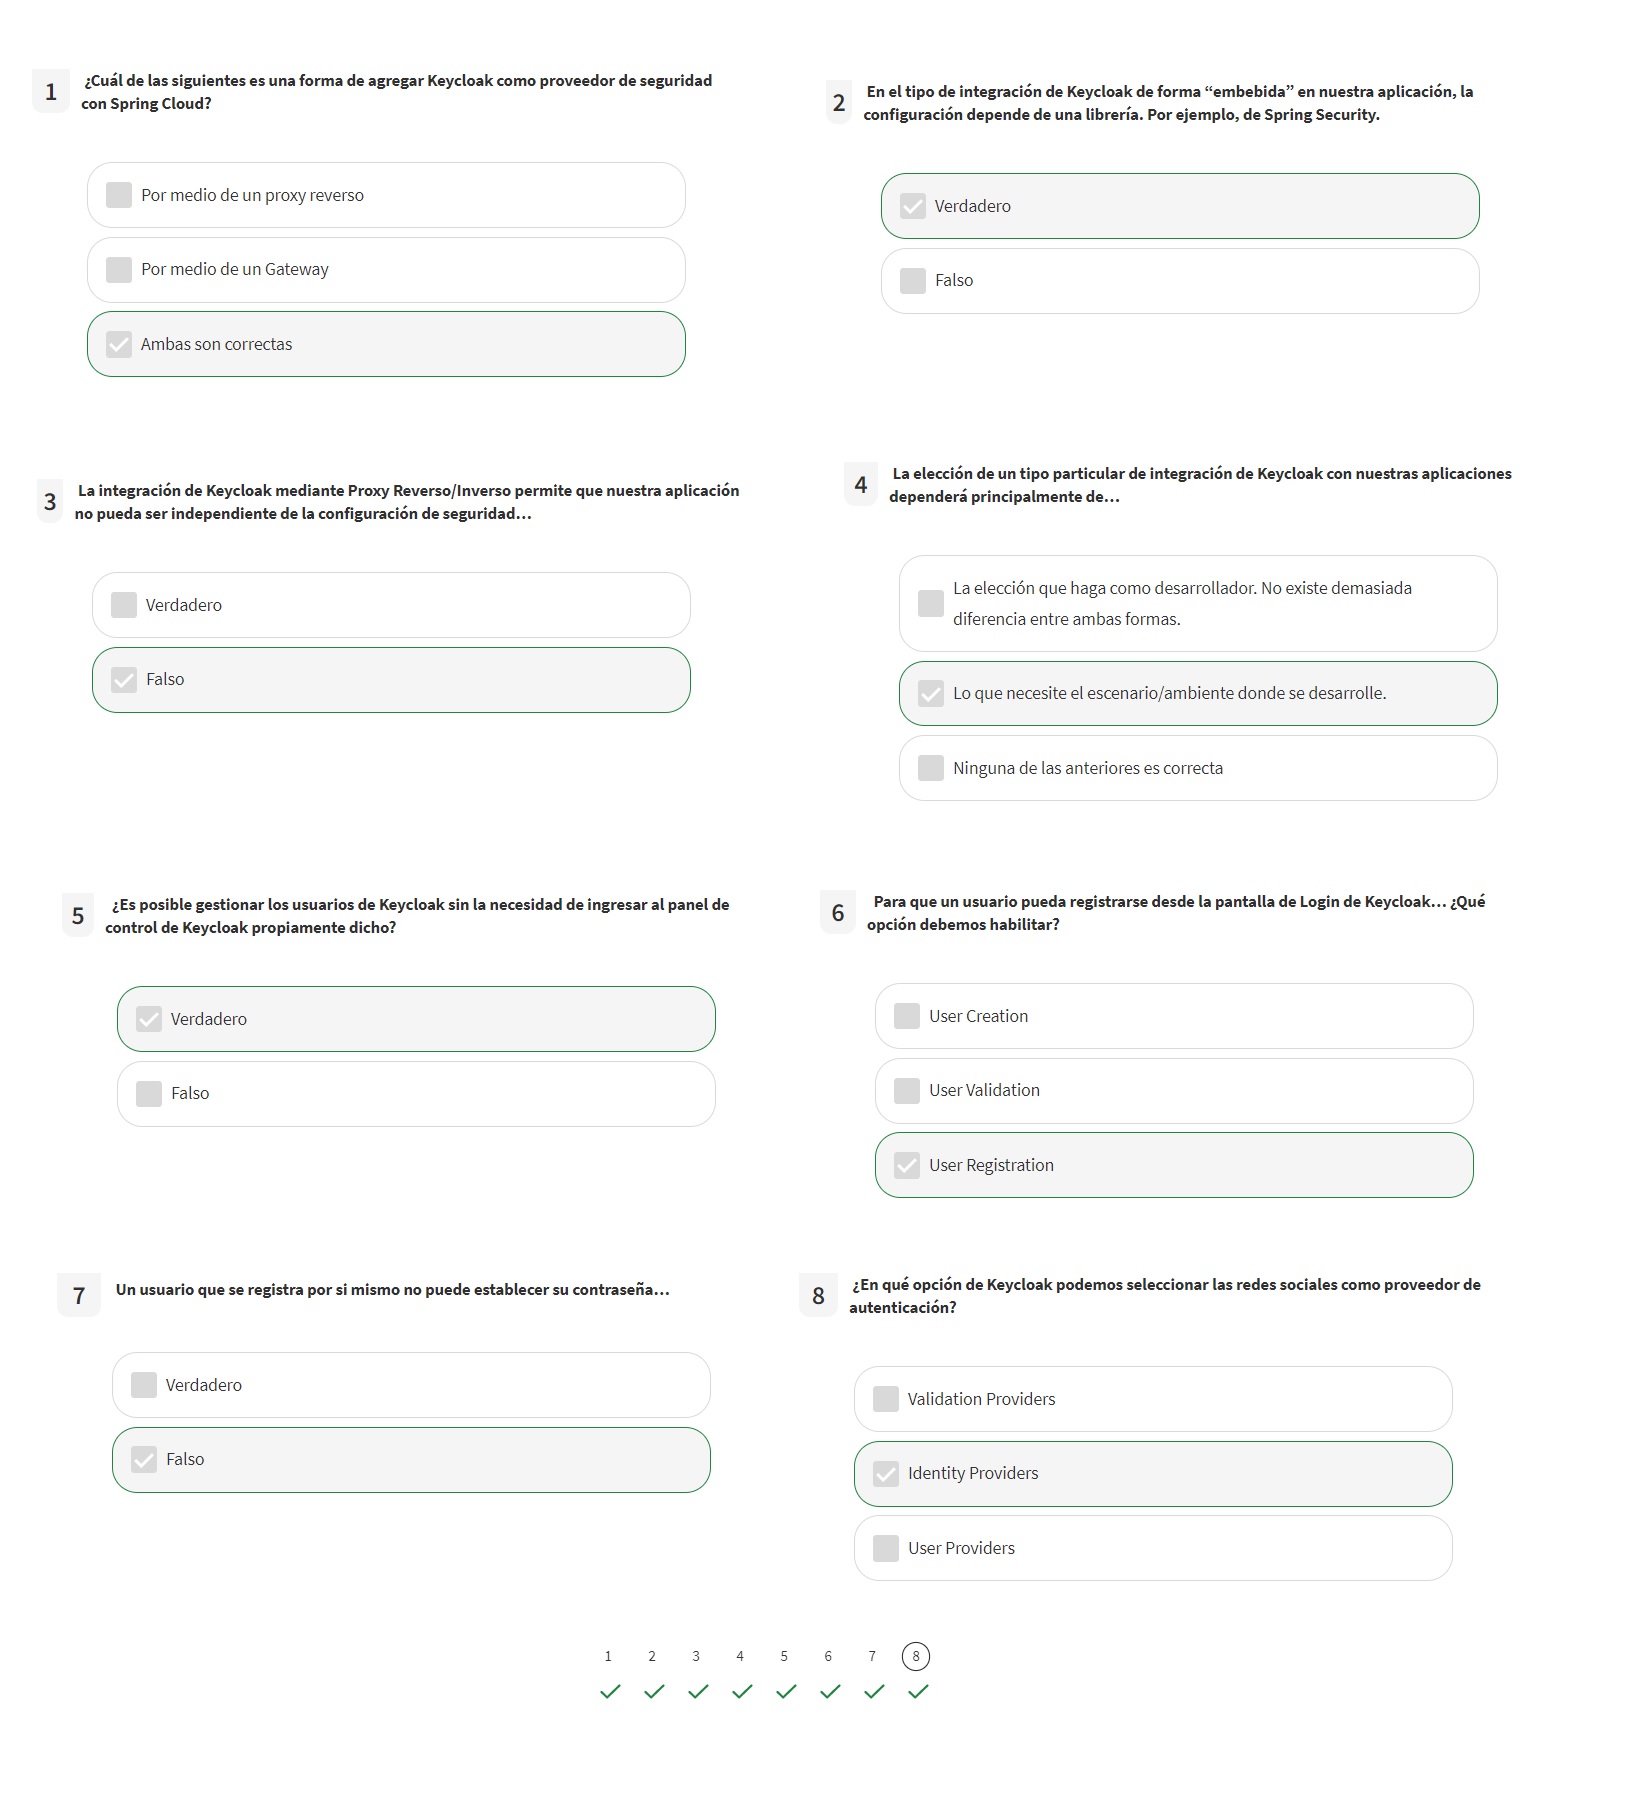 1
¿Cuál de las siguientes es una forma de agregar Keycloak como proveedor de seguridad
con Spring Cloud?
Por medio de un proxy reverso
Por medio de un Gateway
Ambas son correctas
2
En el tipo de integración de Keycloak de forma “embebida” en nuestra aplicación, la
configuración depende de una librería. Por ejemplo, de Spring Security.
Verdadero
Falso
3
La integración de Keycloak mediante Proxy Reverso/Inverso permite que nuestra aplicación
no pueda ser independiente de la configuración de seguridad…
Verdadero
Falso
4
La elección de un tipo particular de integración de Keycloak con nuestras aplicaciones
dependerá principalmente de…
La elección que haga como desarrollador. No existe demasiada
diferencia entre ambas formas.
Lo que necesite el escenario/ambiente donde se desarrolle.
Ninguna de las anteriores es correcta
5
¿Es posible gestionar los usuarios de Keycloak sin la necesidad de ingresar al panel de
control de Keycloak propiamente dicho?
Verdadero
Falso
6
Para que un usuario pueda registrarse desde la pantalla de Login de Keycloak… ¿Qué
opción debemos habilitar?
User Creation
User Validation
User Registration
7
Un usuario que se registra por si mismo no puede establecer su contraseña…
Verdadero
Falso
8
¿En qué opción de Keycloak podemos seleccionar las redes sociales como proveedor de
autenticación?
Validation Providers
Identity Providers
User Providers
1 2 3 4 5 6 7 8